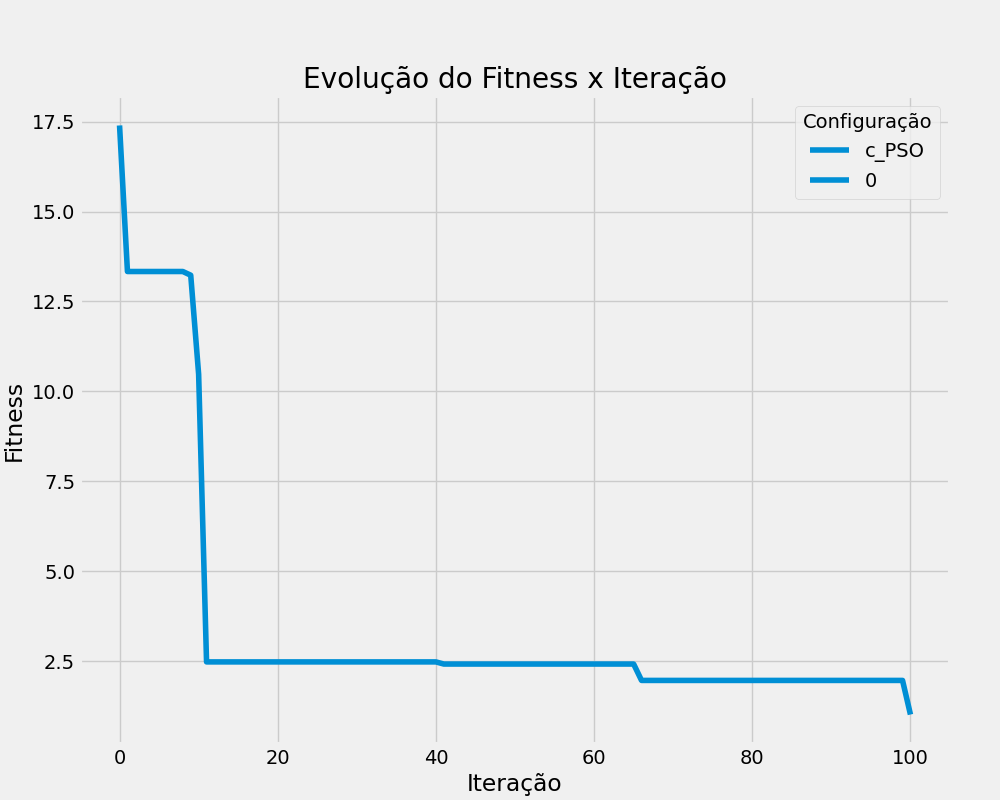 Evolução do Fitness x Iteração
Configuração
c_PSO
0
17.5
15.0
12.5
10.0
7.5
5.0
2.5
Fitness
0 20 40 60 80 100
Iteração